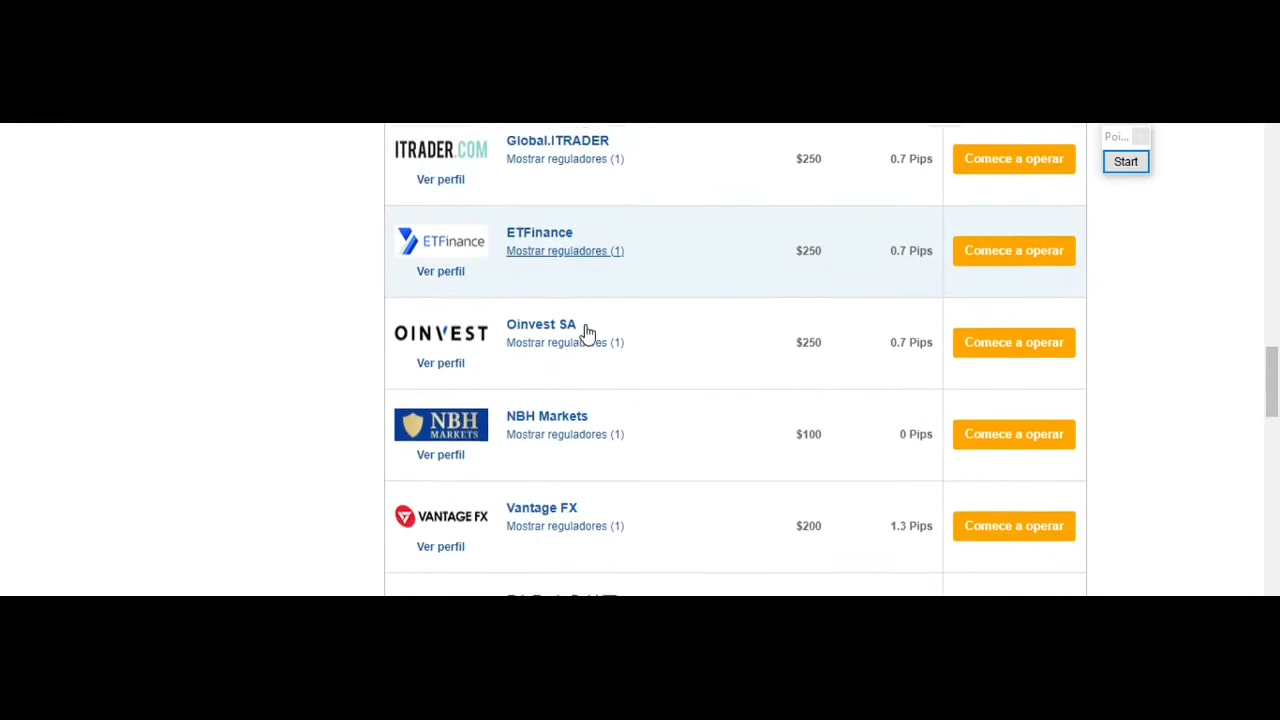 Poi...
Start
ITRADER.COM
Ver perfil
Global.ITRADER
Mostrar reguladores (1)
$250
0.7 Pips
Comece a operar
ETFinance
Ver perfil
ETFinance
Mostrar reguladores (1)
$250
0.7 Pips
Comece a operar
OINVEST
Ver perfil
Oinvest SA
Mostrar reguladores (1)
$250
0.7 Pips
Comece a operar
NBH
MARKETS
Ver perfil
NBH Markets
Mostrar reguladores (1)
$100
0 Pips
Comece a operar
VANTAGE FX
Ver perfil
Vantage FX
Mostrar reguladores (1)
$200
1.3 Pips
Comece a operar